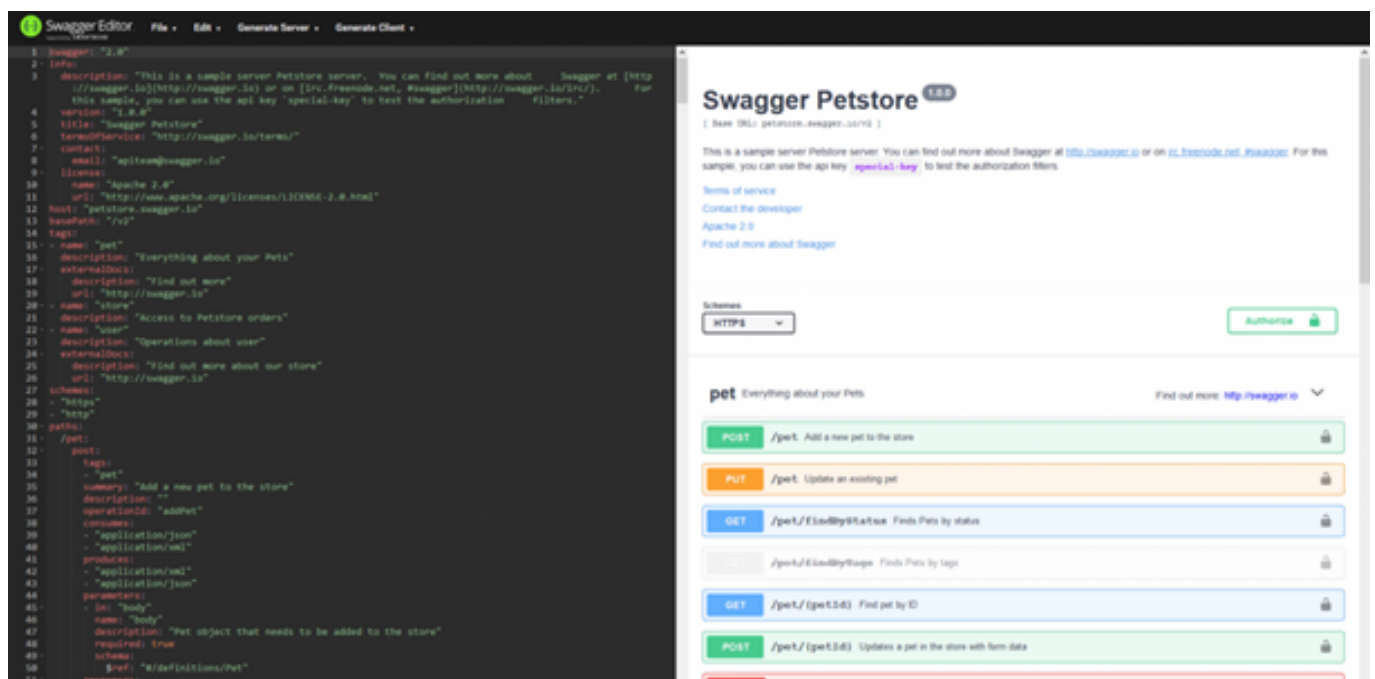 Swagger Editor
File
Edit
Generate Server
Generate Client
1 swagger: "2.0"
2 info:
3 description: "This is a sample server Petstore server. You can find out more about Swagger at [http
://swagger.io](http://swagger.io) or on [irc.freenode.net, #swagger](http://swagger.io/irc/). For
this sample, you can use the api key `special-key` to test the authorization filters."
4 version: "1.0.0"
5 title: "Swagger Petstore"
6 termsOfService: "http://swagger.io/terms/"
7 contact:
8 email: "apiteam@swagger.io"
9 license:
10 name: "Apache 2.0"
11 url: "http://www.apache.org/licenses/LICENSE-2.0.html"
12 host: "petstore.swagger.io"
13 basePath: "/v2"
14 tags:
15 - name: "pet"
16 description: "Everything about your Pets"
17 externalDocs:
18 description: "Find out more"
19 url: "http://swagger.io"
20 - name: "store"
21 description: "Access to Petstore orders"
22 - name: "user"
23 description: "Operations about user"
24 externalDocs:
25 description: "Find out more about our store"
26 url: "http://swagger.io"
27 schemes:
28 - "https"
29 - "http"
30 paths:
31 /pet:
32 post:
33 tags:
34 - "pet"
35 summary: "Add a new pet to the store"
36 description: ""
37 operationId: "addPet"
38 consumes:
39 - "application/json"
40 - "application/xml"
41 produces:
42 - "application/xml"
43 - "application/json"
44 parameters:
45 - in: "body"
46 name: "body"
47 description: "Pet object that needs to be added to the store"
48 required: true
49 schema:
50 $ref: "#/definitions/Pet"
Swagger Petstore 1.0.0
[ Base URL: petstore.swagger.io/v2 ]
This is a sample server Petstore server. You can find out more about Swagger at http://swagger.io or on irc.freenode.net, #swagger. For this
sample, you can use the api key special-key to test the authorization filters.
Terms of service
Contact the developer
Apache 2.0
Find out more about Swagger
Schemes
HTTPS
Authorize
pet Everything about your Pets
Find out more: http://swagger.io
POST /pet Add a new pet to the store
PUT /pet Update an existing pet
GET /pet/findByStatus Finds Pets by status
GET /pet/findByTags Finds Pets by tags
GET /pet/{petId} Find pet by ID
POST /pet/{petId} Updates a pet in the store with form data